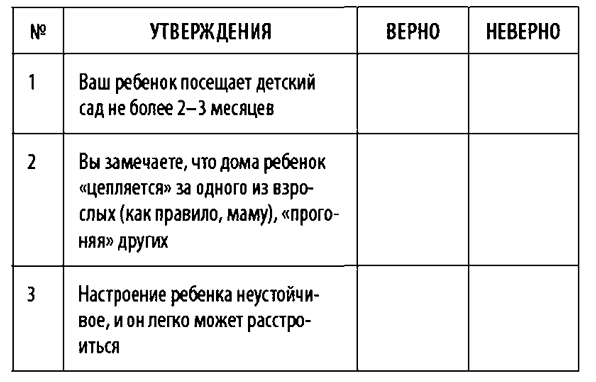 № УТВЕРЖДЕНИЯ ВЕРНО НЕВЕРНО
1 Ваш ребенок посещает детский
сад не более 2–3 месяцев
2 Вы замечаете, что дома ребенок
«цепляется» за одного из взро-
слых (как правило, маму), «прого-
няя» других
3 Настроение ребенка неустойчи-
вое, и он легко может расстро-
иться